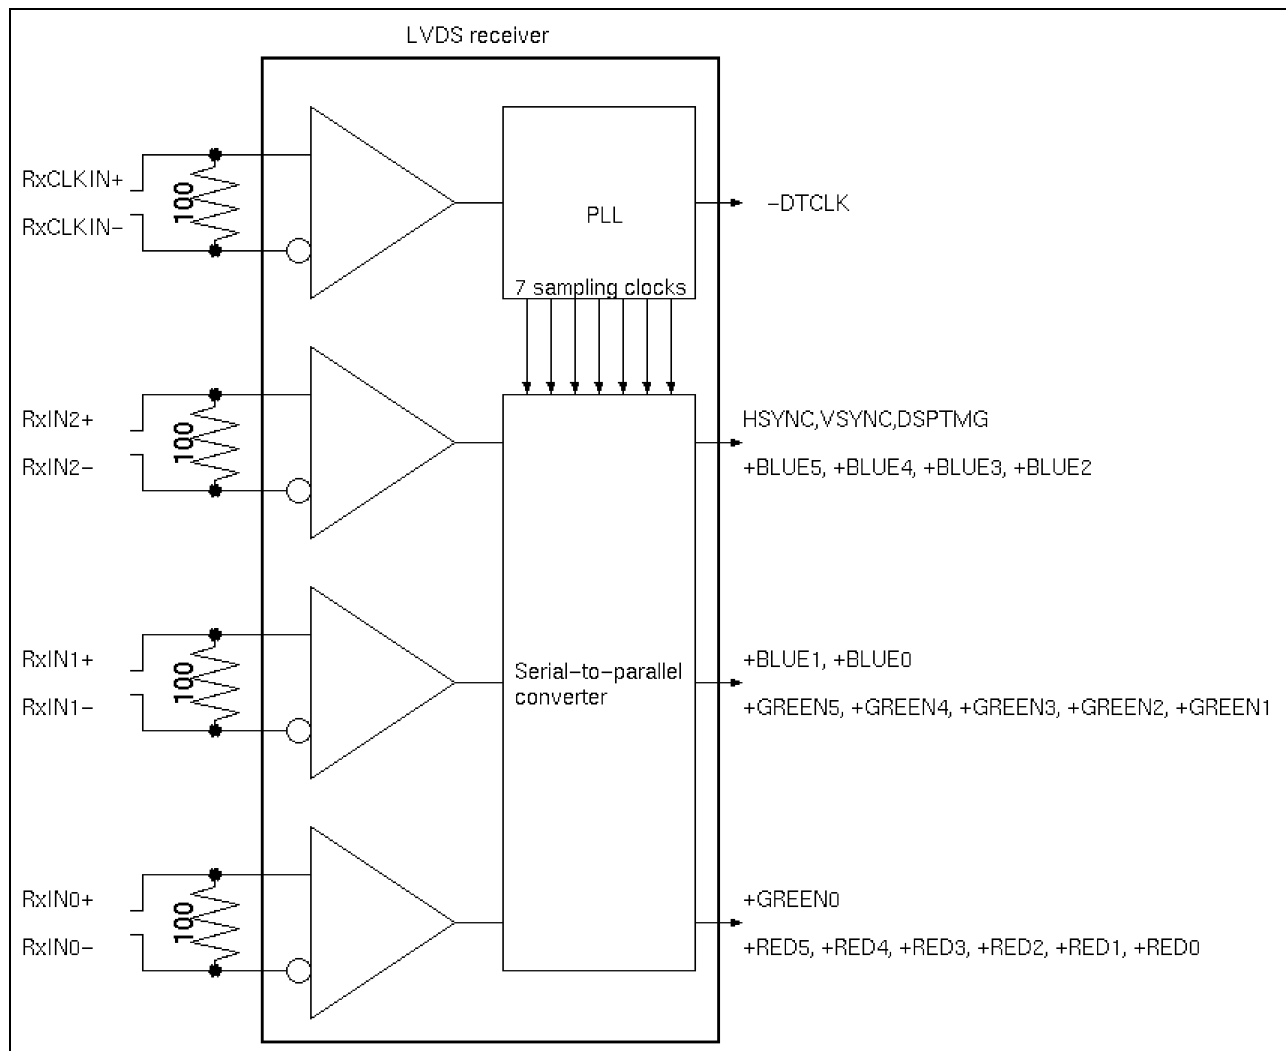 LVDS receiver
RxCLKIN+
RxCLKIN-
100
PLL
7 sampling clocks
-DTCLK
RxIN2+
RxIN2-
100
HSYNC,VSYNC,DSPTMG
+BLUE5, +BLUE4, +BLUE3, +BLUE2
RxIN1+
RxIN1-
100
Serial-to-parallel
converter
+BLUE1, +BLUE0
+GREEN5, +GREEN4, +GREEN3, +GREEN2, +GREEN1
RxIN0+
RxIN0-
100
+GREEN0
+RED5, +RED4, +RED3, +RED2, +RED1, +RED0